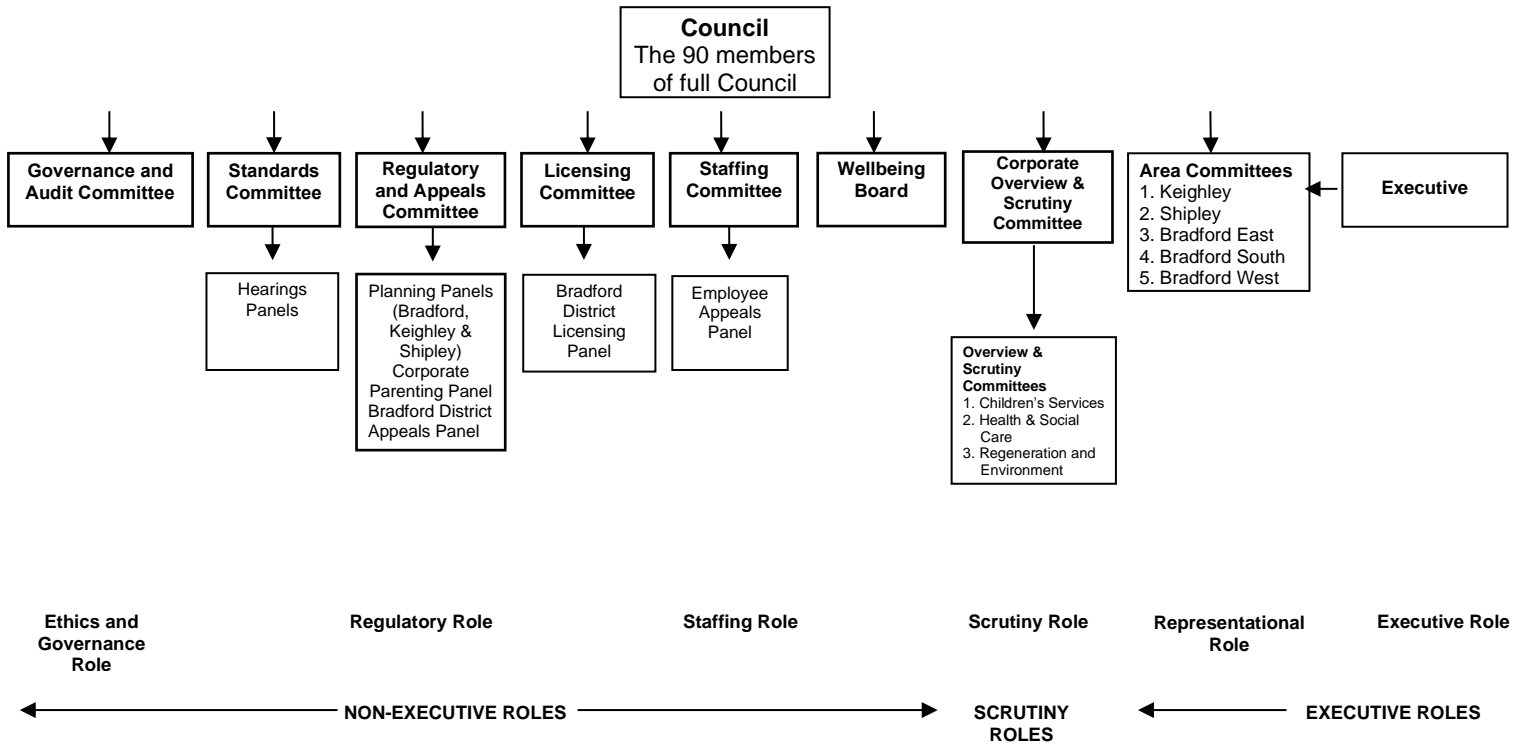 Council
The 90 members
of full Council
Governance and
Audit Committee
Standards
Committee
Regulatory
and Appeals
Committee
Licensing
Committee
Staffing
Committee
Wellbeing
Board
Corporate
Overview &
Scrutiny
Committee
Area Committees
1. Keighley
2. Shipley
3. Bradford East
4. Bradford South
5. Bradford West
Executive
Hearings
Panels
Planning Panels
(Bradford,
Keighley &
Shipley)
Corporate
Parenting Panel
Bradford District
Appeals Panel
Bradford
District
Licensing
Panel
Employee
Appeals
Panel
Overview &
Scrutiny
Committees
1. Children's Services
2. Health & Social
Care
3. Regeneration and
Environment
Ethics and
Governance
Role
Regulatory Role
Staffing Role
Scrutiny Role
Representational
Role
Executive Role
NON-EXECUTIVE ROLES
SCRUTINY
ROLES
EXECUTIVE ROLES